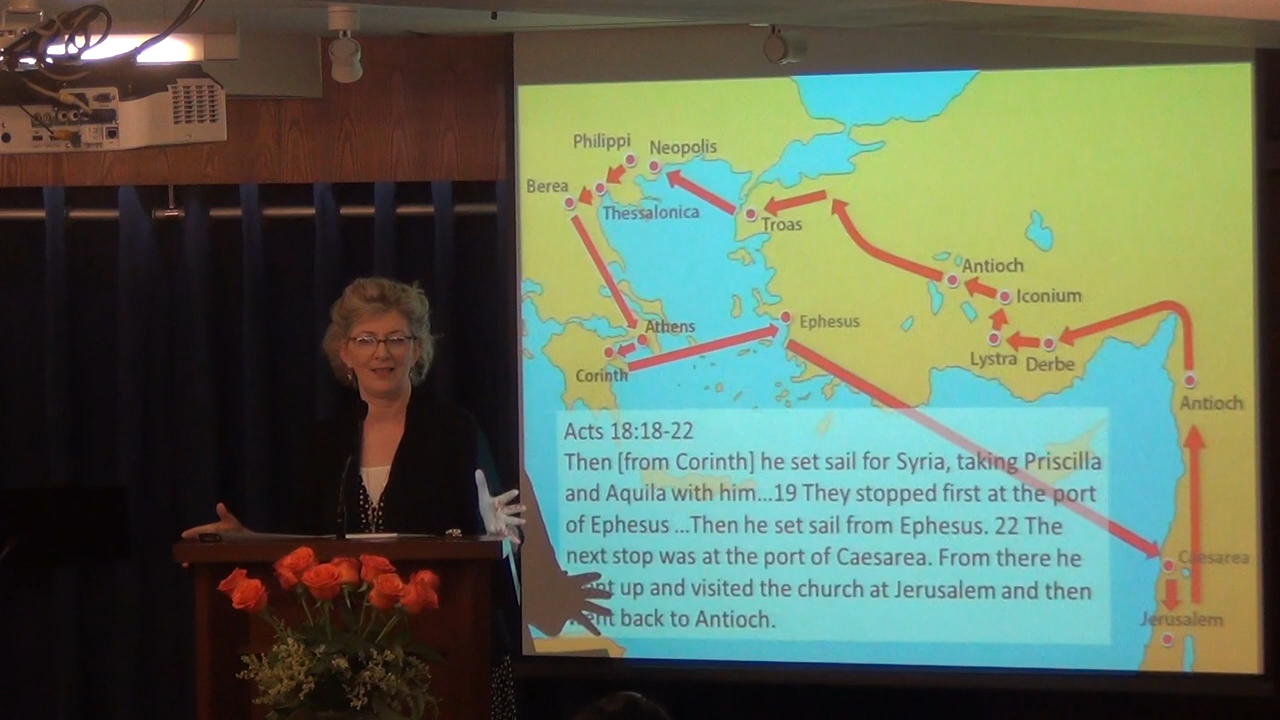 Philippi
Neopolis
Berea
Thessalonica
Troas
Antioch
Iconium
Ephesus
Athens
Lystra Derbe
Corinth
Antioch
Acts 18:18-22
Then [from Corinth] he set sail for Syria, taking Priscilla
and Aquila with him...19 They stopped first at the port
of Ephesus ...Then he set sail from Ephesus. 22 The
next stop was at the port of Caesarea. From there he
up and visited the church at Jerusalem and then
went back to Antioch.
Caesarea
Jerusalem